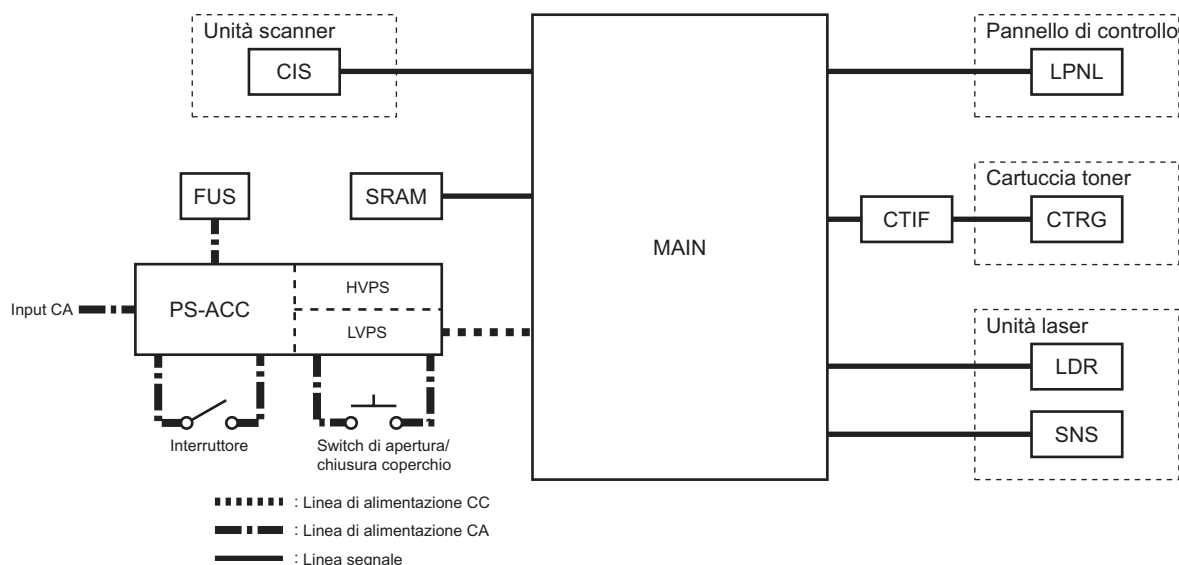 Unità scanner
CIS
Pannello di controllo
LPNL
FUS
SRAM
MAIN
Cartuccia toner
CTIF
CTRG
Input CA
PS-ACC
HVPS
LVPS
Unità laser
LDR
SNS
Interruttore
Switch di apertura/
chiusura coperchio
: Linea di alimentazione CC
: Linea di alimentazione CA
: Linea segnale